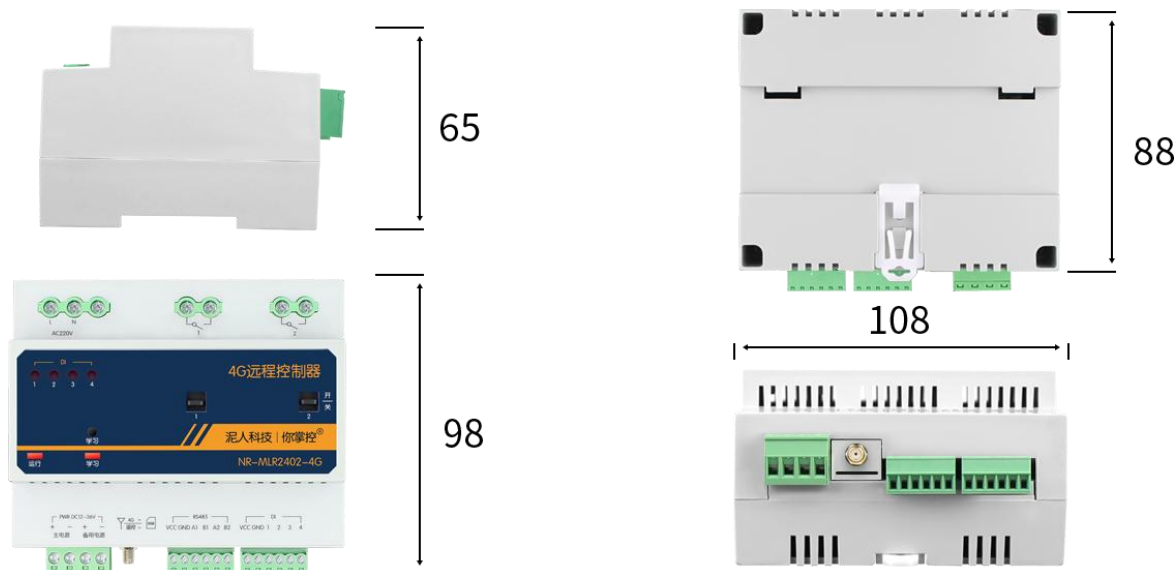 65
88
108
98
L N
AC220V
1
2
DI
1 2 3 4
4G远程控制器
1
2
开
关
学习
泥人科技 | 你掌控®
运行
学习
NR-MLR2402-4G
PWR DC12-36V
+ - + -
主电源 备用电源
4G
RS485
VCC GND A1 B1 A2 B2
DI
VCC GND 1 2 3 4